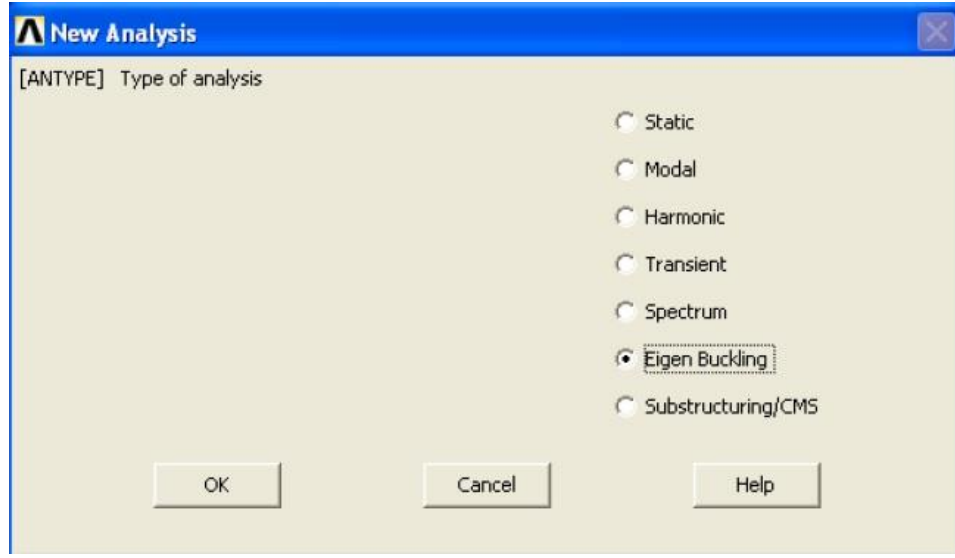 New Analysis
[ANTYPE] Type of analysis
Static
Modal
Harmonic
Transient
Spectrum
Eigen Buckling
Substructuring/CMS
OK Cancel Help